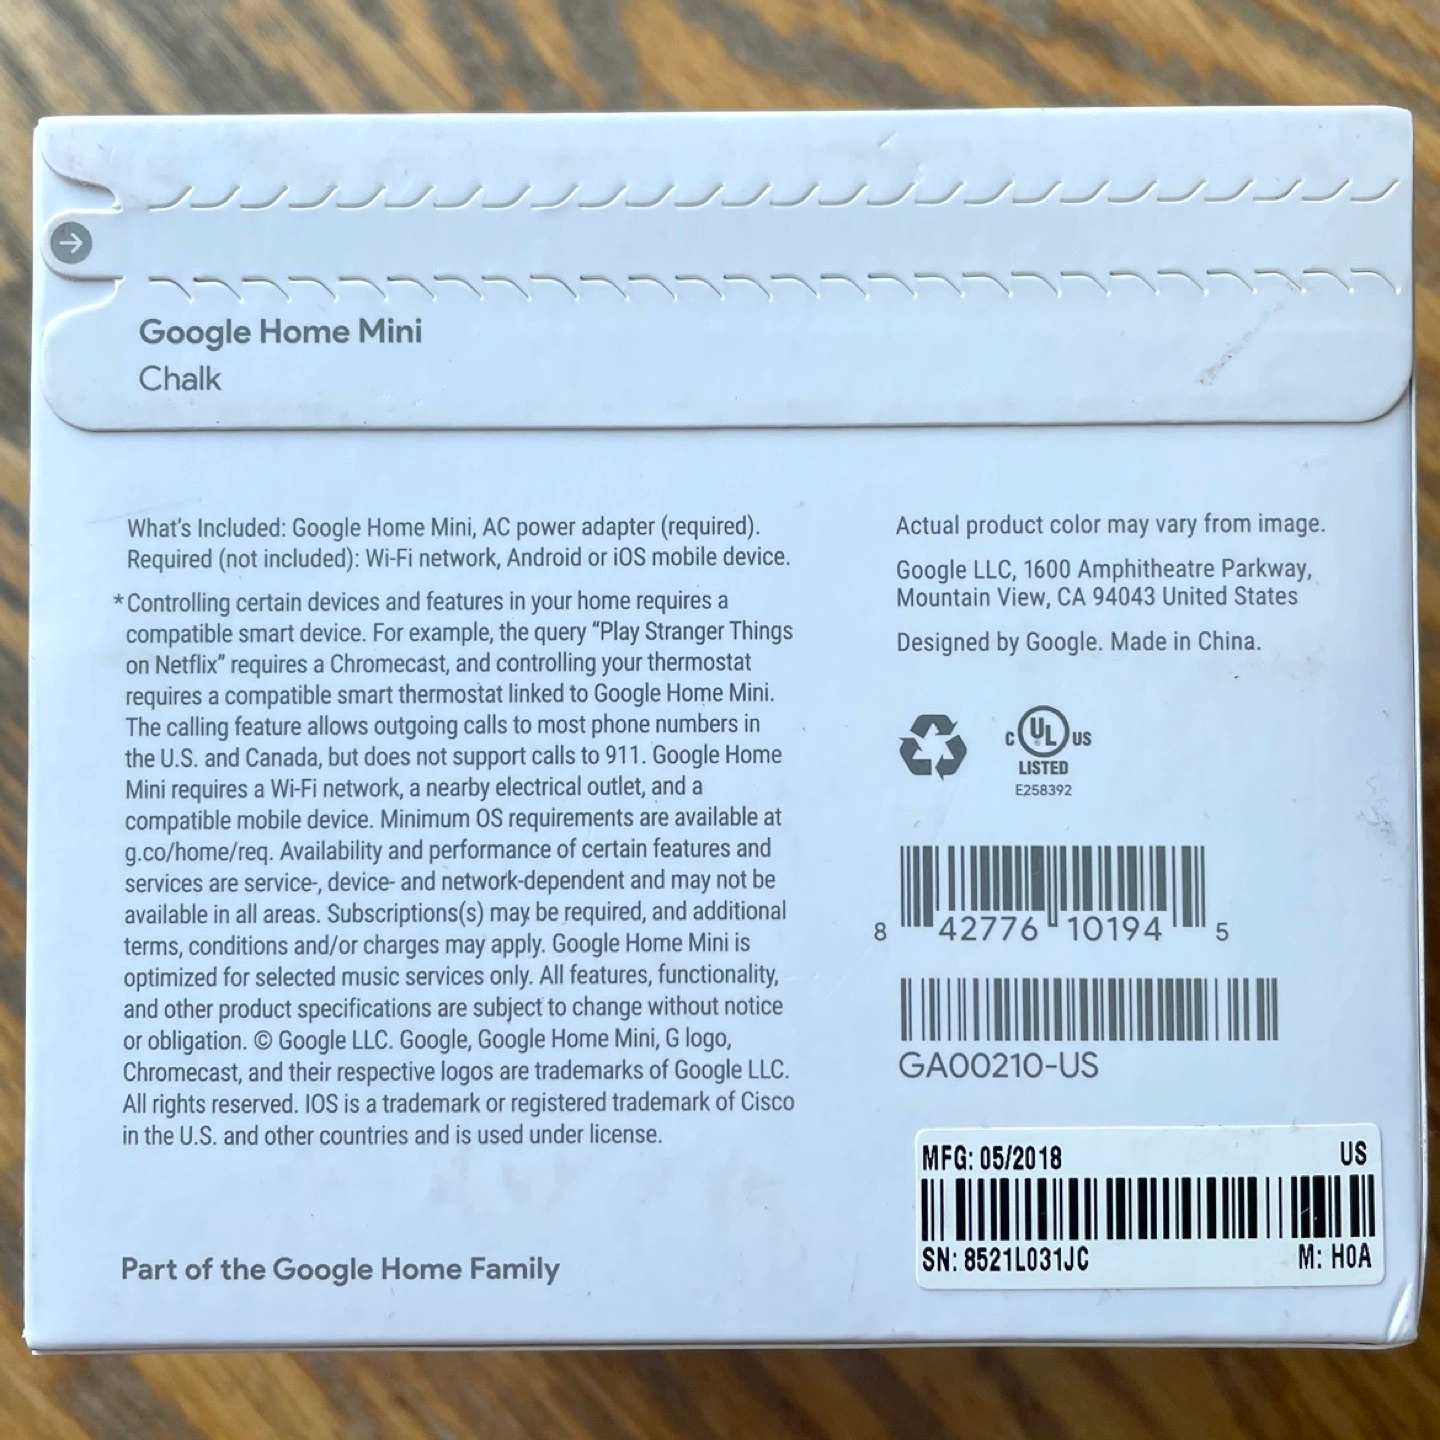 Google Home Mini
Chalk
What's Included: Google Home Mini, AC power adapter (required).
Required (not included): Wi-Fi network, Android or iOS mobile device.
*Controlling certain devices and features in your home requires a
compatible smart device. For example, the query “Play Stranger Things
on Netflix” requires a Chromecast, and controlling your thermostat
requires a compatible smart thermostat linked to Google Home Mini.
The calling feature allows outgoing calls to most phone numbers in
the U.S. and Canada, but does not support calls to 911. Google Home
Mini requires a Wi-Fi network, a nearby electrical outlet, and a
compatible mobile device. Minimum OS requirements are available at
g.co/home/req. Availability and performance of certain features and
services are service-, device- and network-dependent and may not be
available in all areas. Subscriptions(s) may be required, and additional
terms, conditions and/or charges may apply. Google Home Mini is
optimized for selected music services only. All features, functionality,
and other product specifications are subject to change without notice
or obligation. © Google LLC. Google, Google Home Mini, G logo,
Chromecast, and their respective logos are trademarks of Google LLC.
All rights reserved. IOS is a trademark or registered trademark of Cisco
in the U.S. and other countries and is used under license.
Part of the Google Home Family
Actual product color may vary from image.
Google LLC, 1600 Amphitheatre Parkway,
Mountain View, CA 94043 United States
Designed by Google. Made in China.
C UL US
LISTED
E258392
8 42776 10194 5
GA00210-US
MFG: 05/2018 US
SN: 8521L031JC M: H0A